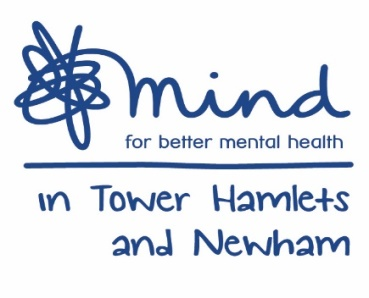 mind
for better mental health
in Tower Hamlets
and Newham